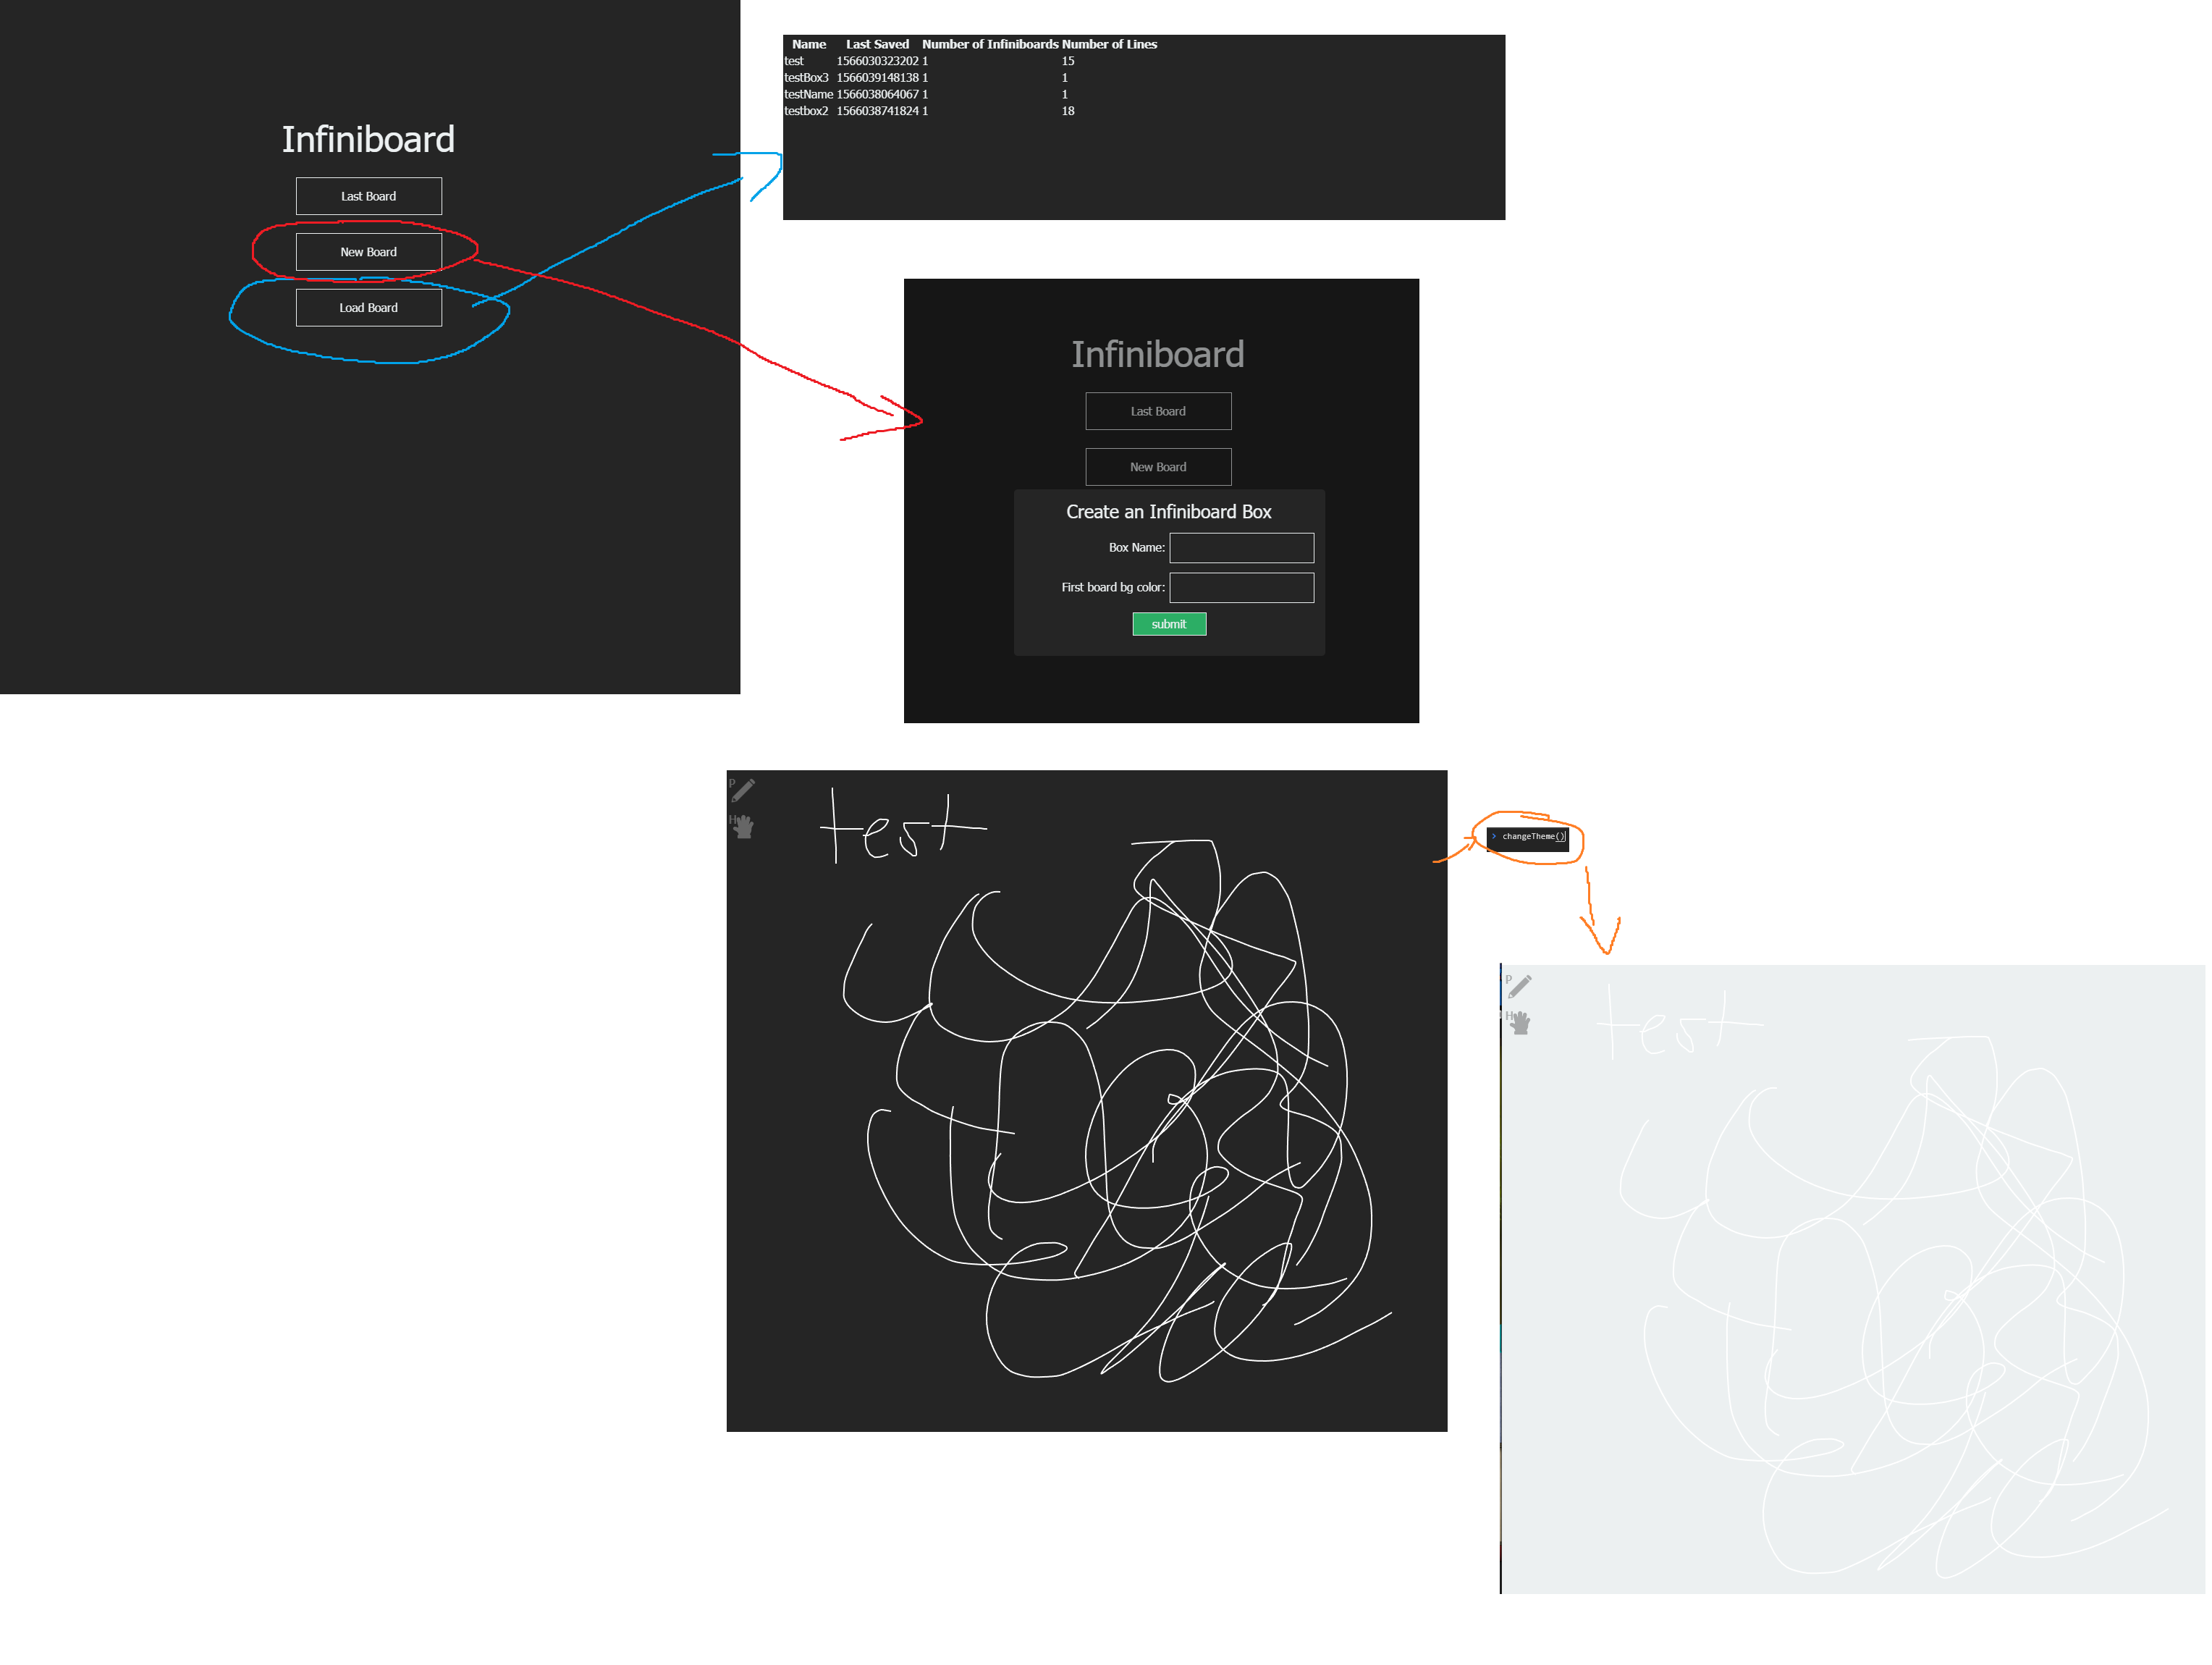 Infiniboard
Last Board
New Board
Load Board
Name Last Saved Number of Infiniboards Number of Lines
test 1566030323202 1 15
testBox3 1566039148138 1 1
testName 1566038064067 1 1
testbox2 1566038741824 1 18
Infiniboard
Last Board
New Board
Create an Infiniboard Box
Box Name:
First board bg color:
submit
P
H
test
> changeTheme()
P
H
test